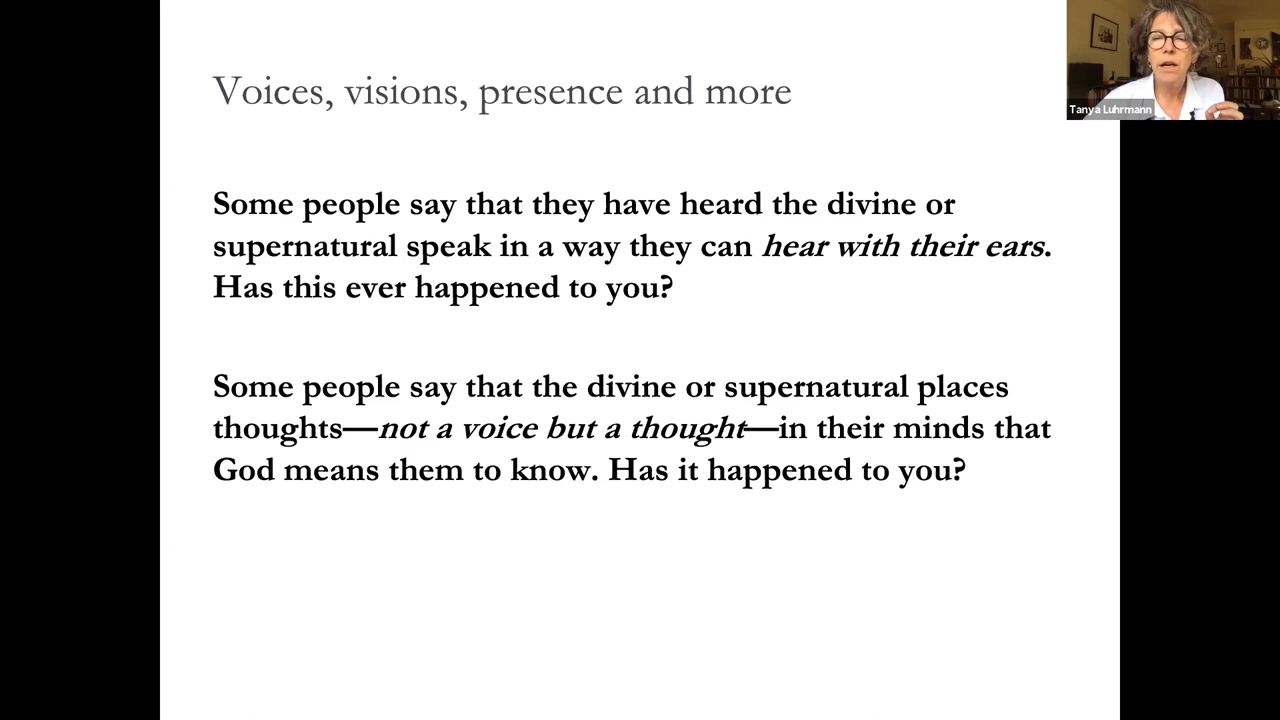 Voices, visions, presence and more
Tanya Luhrmann
Some people say that they have heard the divine or
supernatural speak in a way they can hear with their ears.
Has this ever happened to you?
Some people say that the divine or supernatural places
thoughts—not a voice but a thought—in their minds that
God means them to know. Has it happened to you?